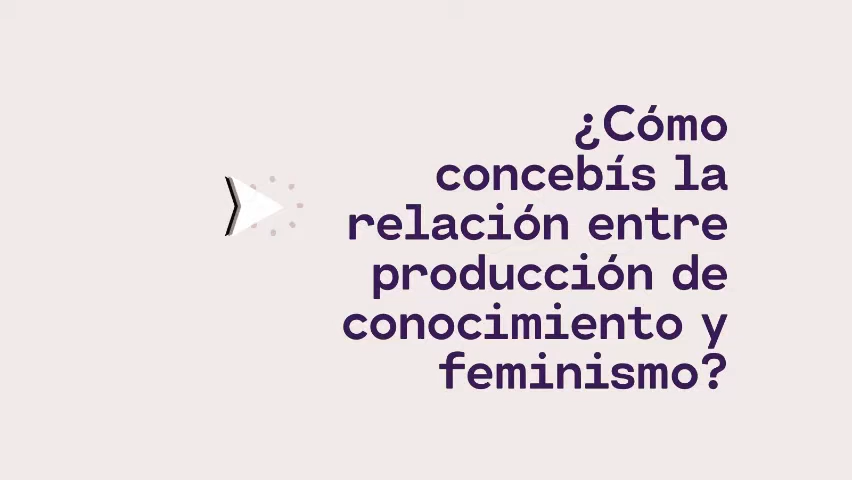 ¿Cómo
concebís la
relación entre
producción de
conocimiento y
feminismo?